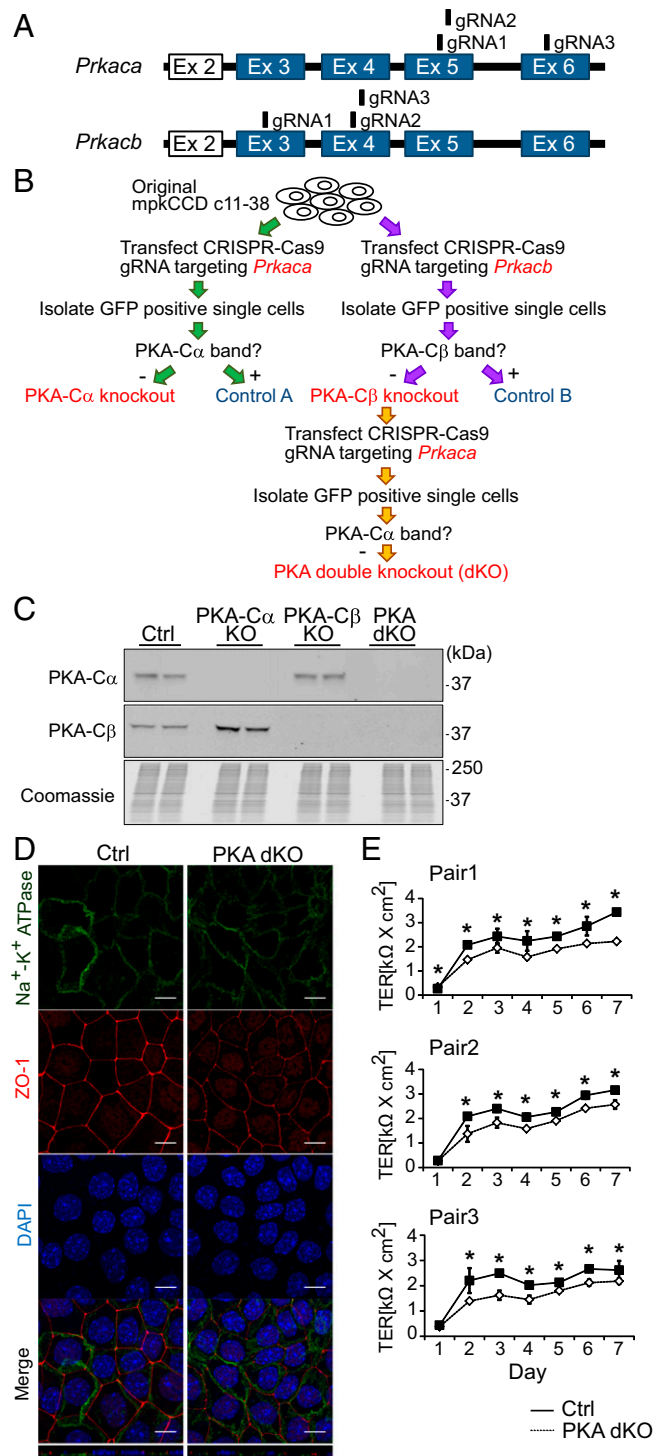 A
gRNA2
gRNA1
gRNA3
Prkaca
Ex 2
Ex 3
Ex 4
Ex 5
Ex 6
gRNA3
gRNA1
gRNA2
Prkacb
Ex 2
Ex 3
Ex 4
Ex 5
Ex 6
B
Original
mpkCCD c11-38
Transfect CRISPR-Cas9
gRNA targeting Prkaca
Transfect CRISPR-Cas9
gRNA targeting Prkacb
Isolate GFP positive single cells
Isolate GFP positive single cells
PKA-Cα band?
PKA-Cβ band?
- +
- +
PKA-Cα knockout
Control A
PKA-Cβ knockout
Control B
Transfect CRISPR-Cas9
gRNA targeting Prkaca
Isolate GFP positive single cells
PKA-Cα band?
-
PKA double knockout (dKO)
C
Ctrl
PKA-Cα
KO
PKA-Cβ
KO
PKA
dKO
(kDa)
PKA-Cα
-37
PKA-Cβ
-37
Coomassie
-250
-37
D
Ctrl
PKA dKO
Na⁺-K⁺ ATPase
ZO-1
DAPI
Merge
E
Pair1
TER[kΩ X cm²]
4
3
2
1
0
* * * * * * *
1 2 3 4 5 6 7
Pair2
TER[kΩ X cm²]
4
3
2
1
0
* * * * * *
1 2 3 4 5 6 7
Pair3
TER[kΩ X cm²]
4
3
2
1
0
* * * * * *
1 2 3 4 5 6 7
Day
Ctrl
PKA dKO